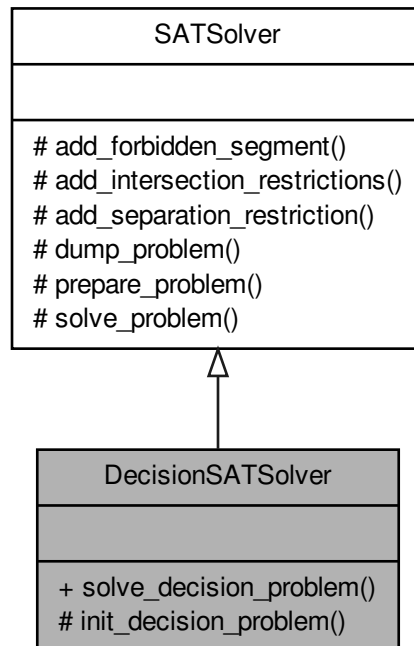 SATSolver
# add_forbidden_segment()
# add_intersection_restrictions()
# add_separation_restriction()
# dump_problem()
# prepare_problem()
# solve_problem()
DecisionSATSolver
+ solve_decision_problem()
# init_decision_problem()